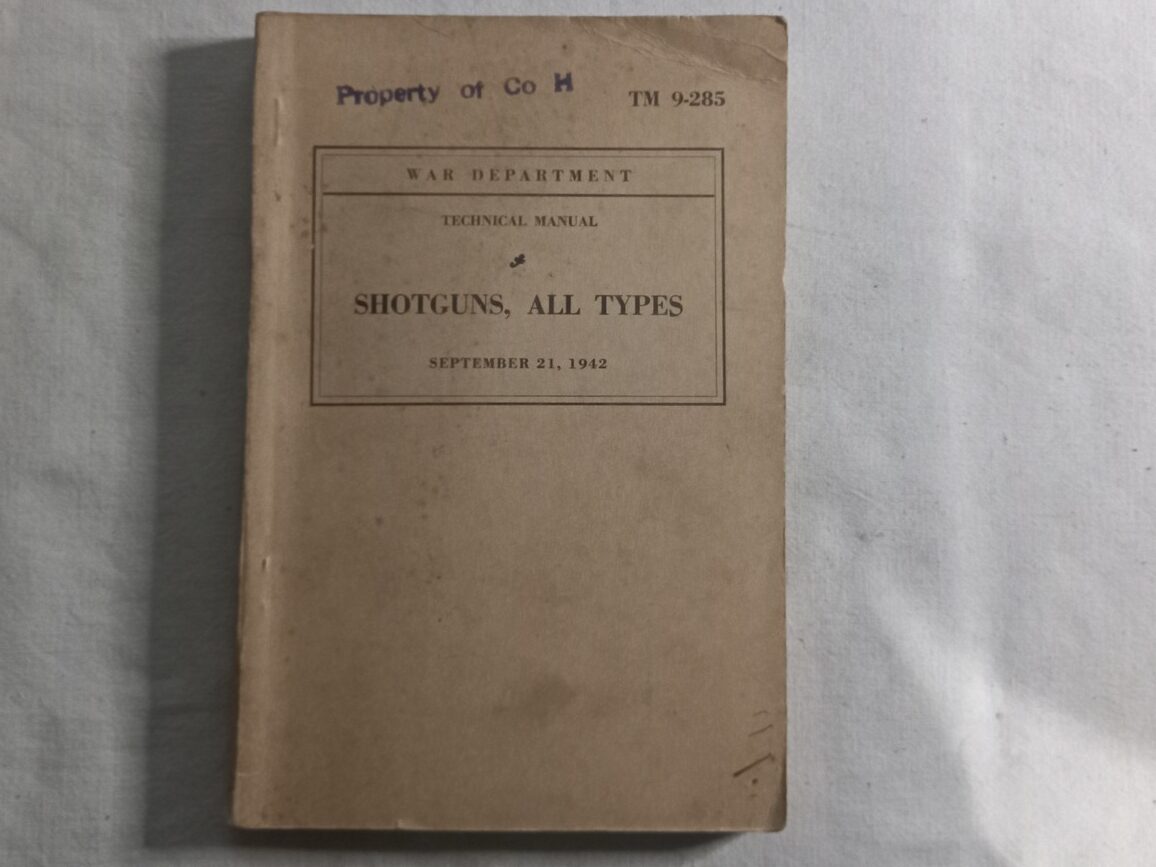 Property of Co H
TM 9-285
WAR DEPARTMENT
TECHNICAL MANUAL
SHOTGUNS, ALL TYPES
SEPTEMBER 21, 1942